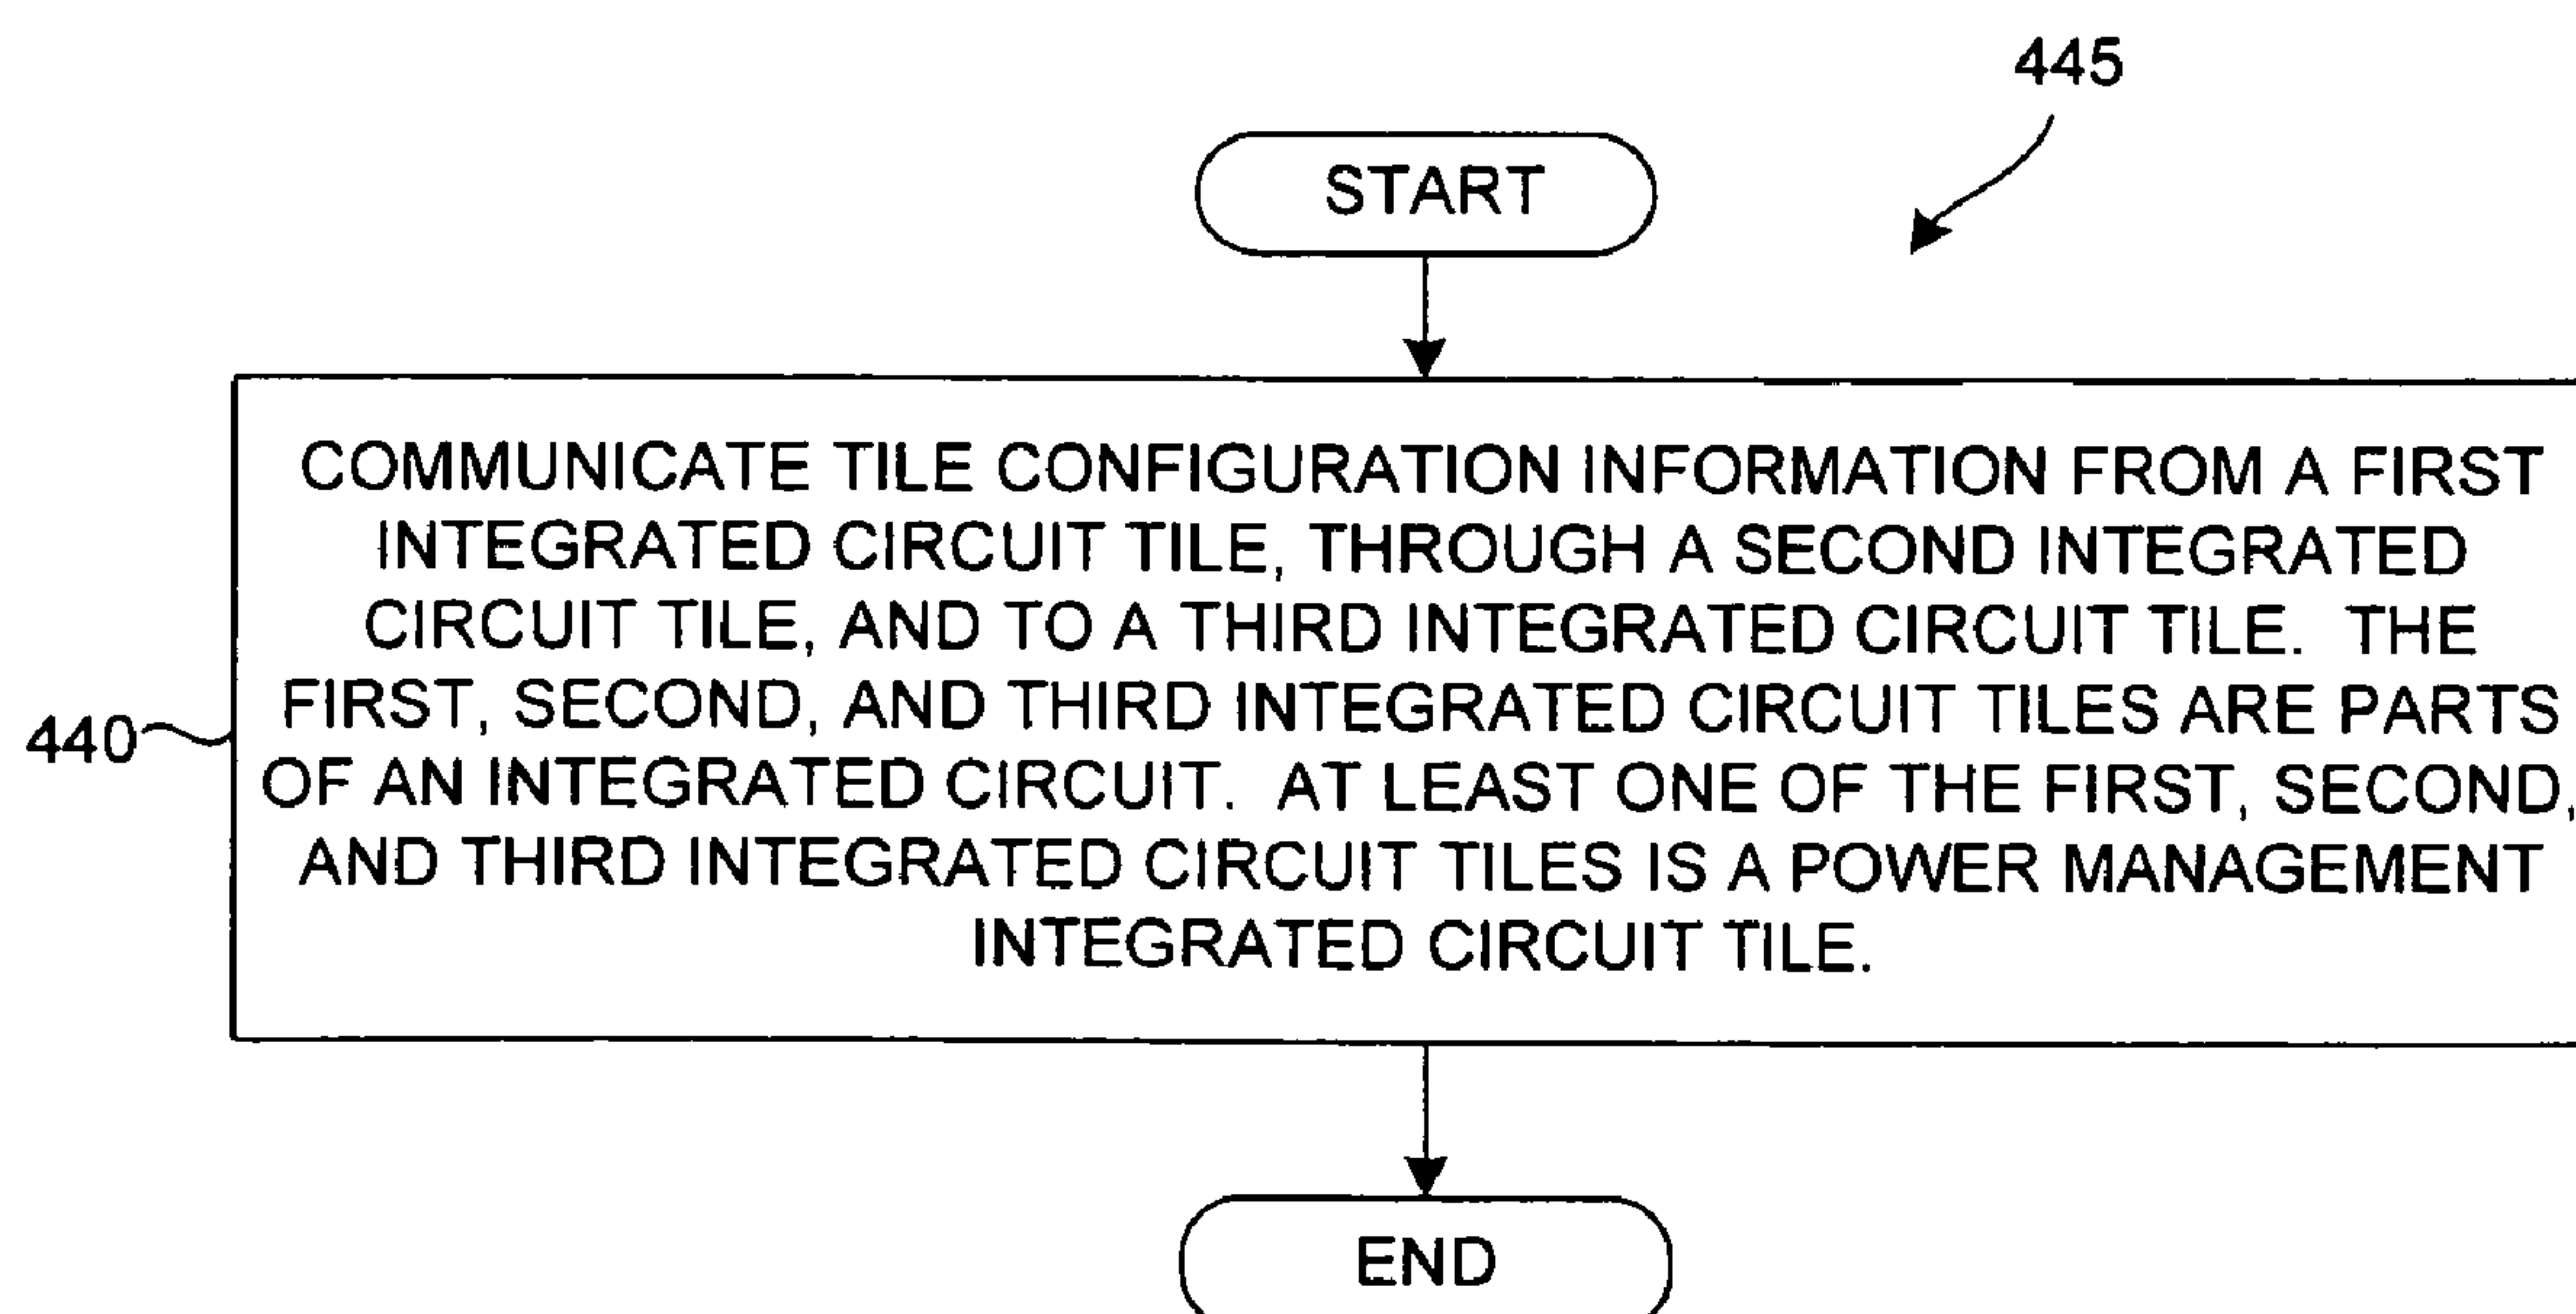 445
START
COMMUNICATE TILE CONFIGURATION INFORMATION FROM A FIRST
INTEGRATED CIRCUIT TILE, THROUGH A SECOND INTEGRATED
CIRCUIT TILE, AND TO A THIRD INTEGRATED CIRCUIT TILE. THE
FIRST, SECOND, AND THIRD INTEGRATED CIRCUIT TILES ARE PARTS
440
OF AN INTEGRATED CIRCUIT. AT LEAST ONE OF THE FIRST, SECOND,
AND THIRD INTEGRATED CIRCUIT TILES IS A POWER MANAGEMENT
INTEGRATED CIRCUIT TILE.
END